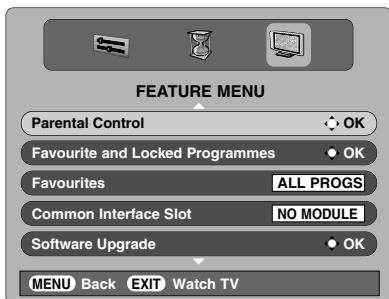 FEATURE MENU
Parental Control OK
Favourite and Locked Programmes OK
Favourites ALL PROGS
Common Interface Slot NO MODULE
Software Upgrade OK
MENU Back EXIT Watch TV